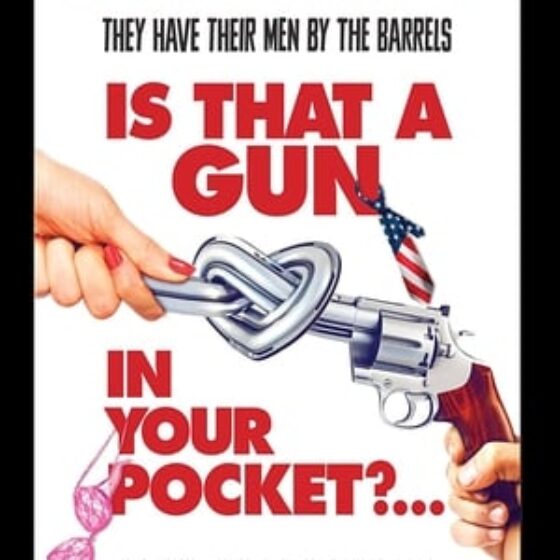 THEY HAVE THEIR MEN BY THE BARRELS
IS THAT A
GUN
IN
YOUR
POCKET?...